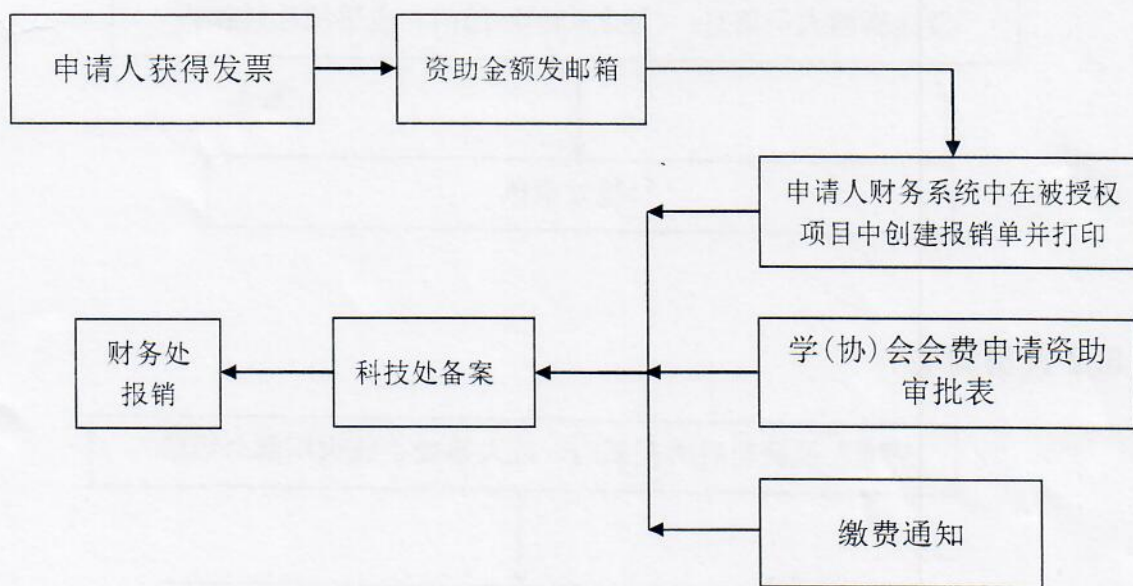 申请人获得发票
资助金额发邮箱
申请人财务系统中在被授权
项目中创建报销单并打印
学(协)会会费申请资助
审批表
财务处
报销
科技处备案
缴费通知